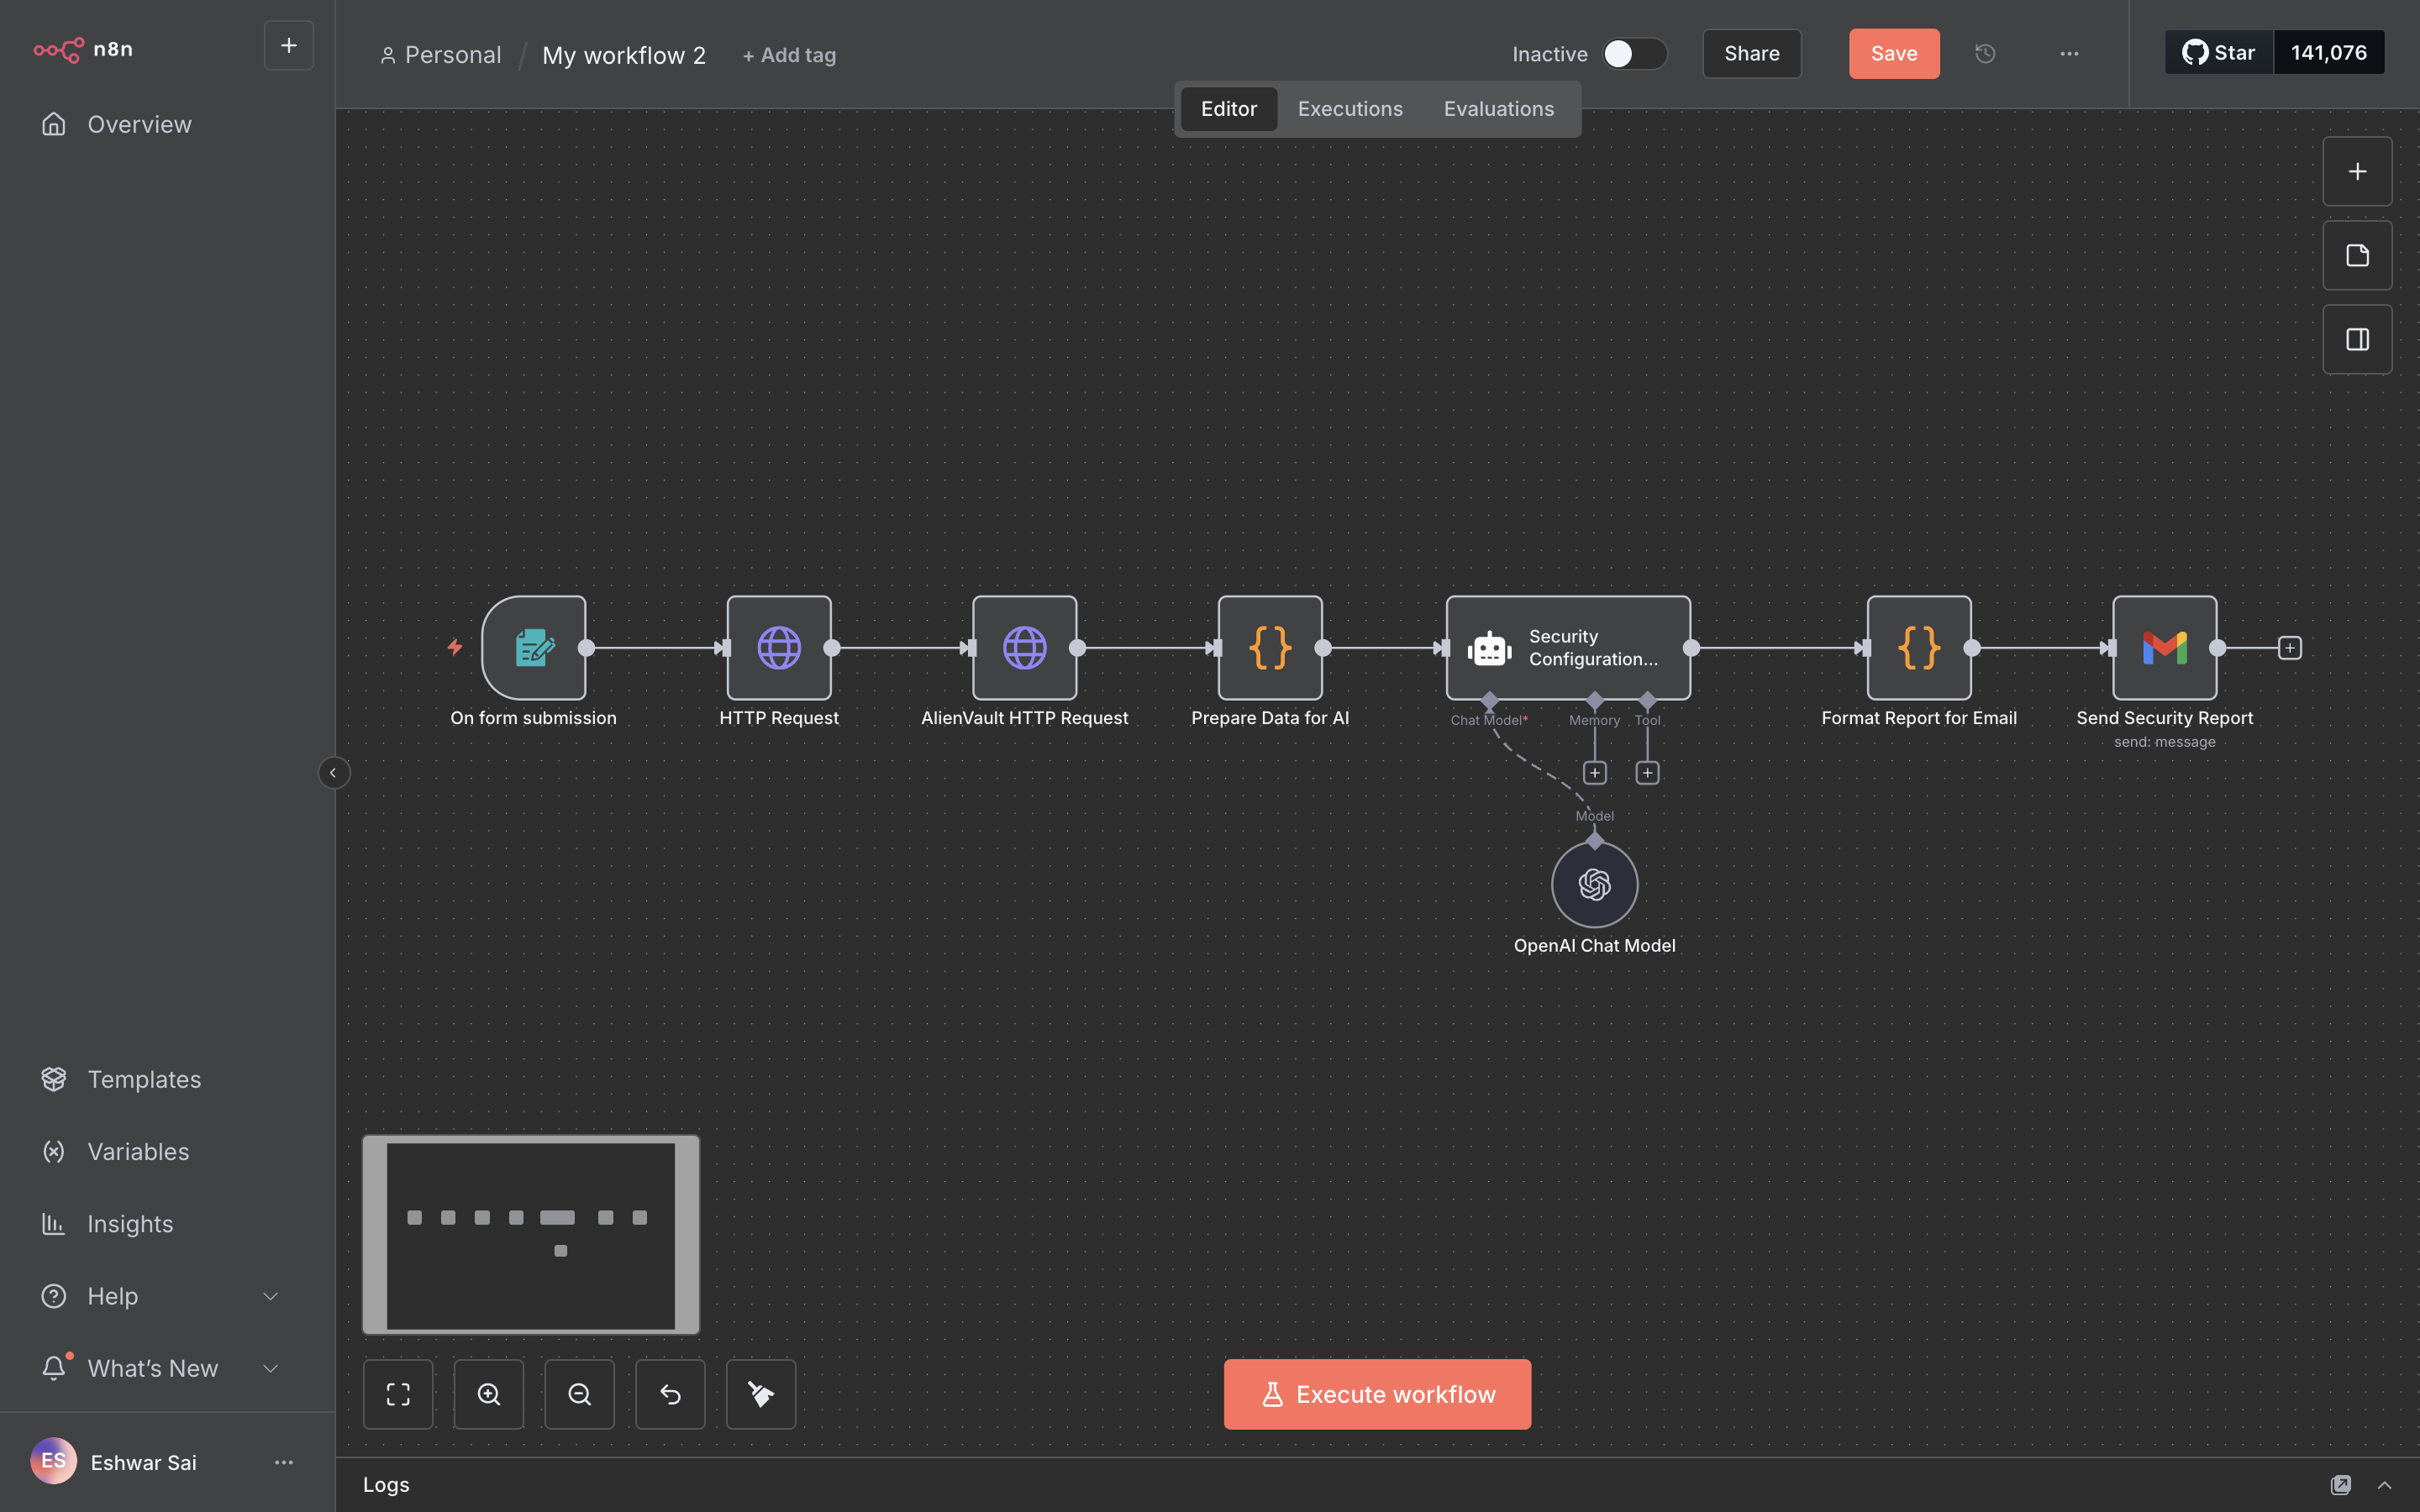 n8n
Overview
Personal / My workflow 2 + Add tag
Inactive
Share
Save
Star 141,076
Editor Executions Evaluations
On form submission
HTTP Request
AlienVault HTTP Request
Prepare Data for AI
Security
Configuration...
Chat Model*
Memory
Tool
Model
OpenAI Chat Model
Format Report for Email
Send Security Report
send: message
Templates
Variables
Insights
Help
What's New
ES Eshwar Sai
Execute workflow
Logs